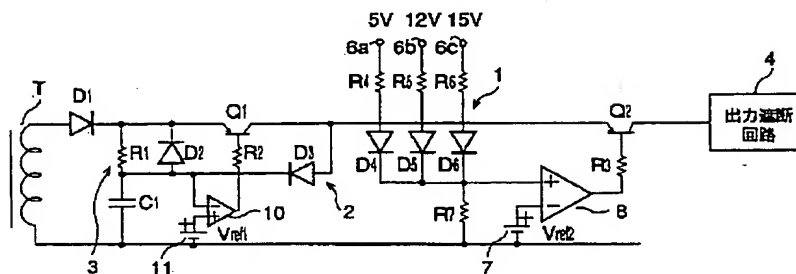 5V 12V 15V
6a 6b 6c
4
R4 R5 R6
1
T D1 Q1 Q2
出力遮断
回路
R1 D2 R2 D3 D4 D5 D6 R3
3 C1 10 2 R7 8
11 Vref1 7 Vref2